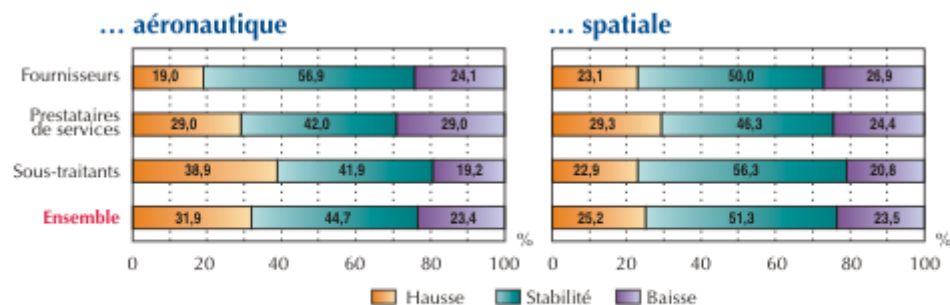 ... aéronautique
... spatiale
Fournisseurs 19,0 56,9 24,1 23,1 50,0 26,9
Prestataires
de services 29,0 42,0 29,0 29,3 46,3 24,4
Sous-traitants 38,9 41,9 19,2 22,9 56,3 20,8
Ensemble 31,9 44,7 23,4 25,2 51,3 23,5
% %
0 20 40 60 80 100 0 20 40 60 80 100
Hausse Stabilité Baisse